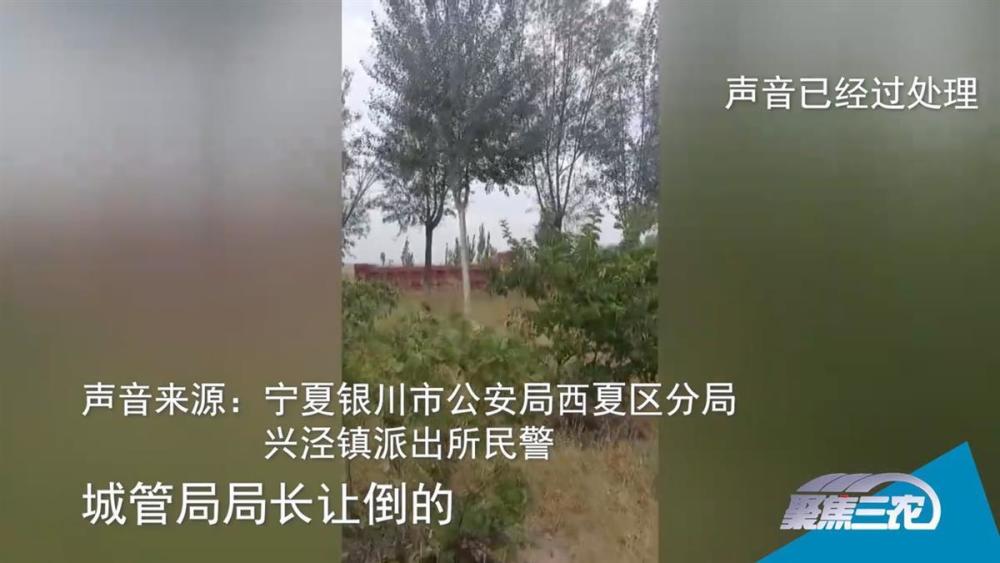 声音已经过处理
声音来源：宁夏银川市公安局西夏区分局
兴泾镇派出所民警
城管局局长让倒的
聚焦三农